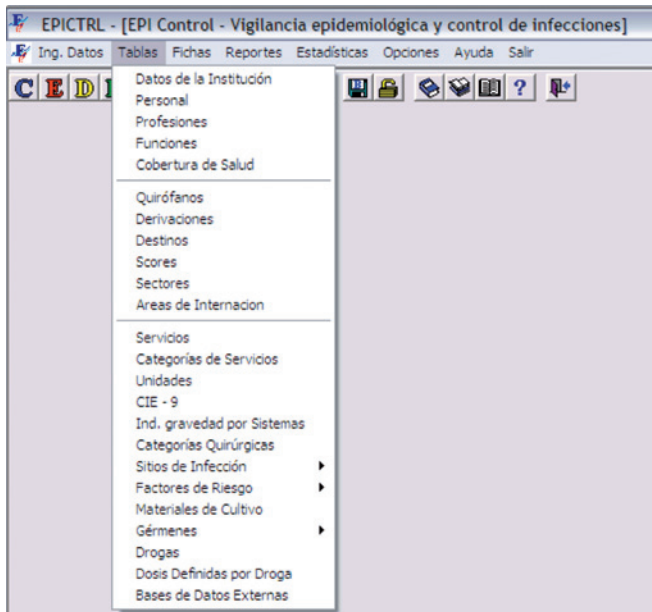 EPICTRL - [EPI Control - Vigilancia epidemiológica y control de infecciones]
Ing. Datos Tablas Fichas Reportes Estadísticas Opciones Ayuda Salir
C E D ?
Datos de la Institución
Personal
Profesiones
Funciones
Cobertura de Salud
Quirófanos
Derivaciones
Destinos
Scores
Sectores
Areas de Internacion
Servicios
Categorías de Servicios
Unidades
CIE - 9
Ind. gravedad por Sistemas
Categorías Quirúrgicas
Sitios de Infección
Factores de Riesgo
Materiales de Cultivo
Gérmenes
Drogas
Dosis Definidas por Droga
Bases de Datos Externas